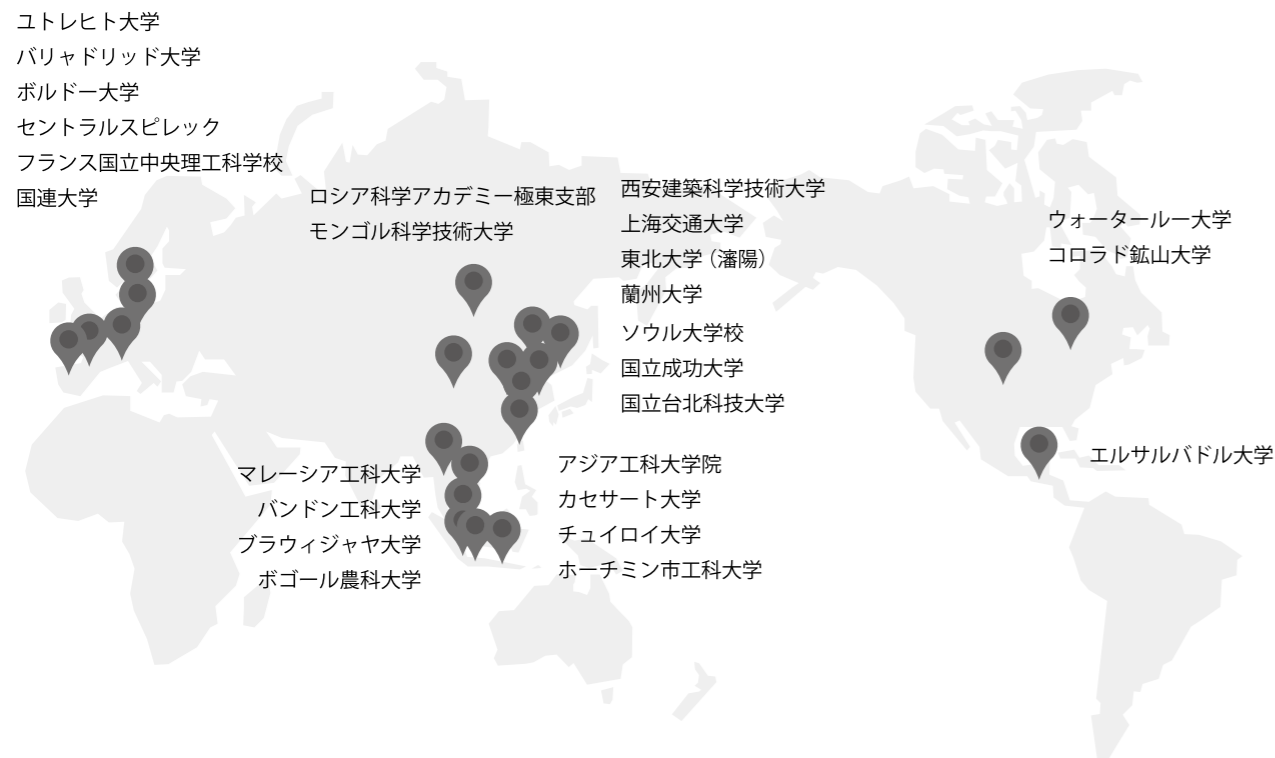 ユトレヒト大学
バリャドリッド大学
ボルドー大学
セントラルスピレック
フランス国立中央理工科学校
国連大学
ロシア科学アカデミー極東支部
モンゴル科学技術大学
西安建築科学技術大学
上海交通大学
東北大学（瀋陽）
蘭州大学
ソウル大学校
国立成功大学
国立台北科技大学
ウォータールー大学
コロラド鉱山大学
エルサルバドル大学
マレーシア工科大学
バンドン工科大学
ブラウィジャヤ大学
ボゴール農科大学
アジア工科大学院
カセサート大学
チュイロイ大学
ホーチミン市工科大学